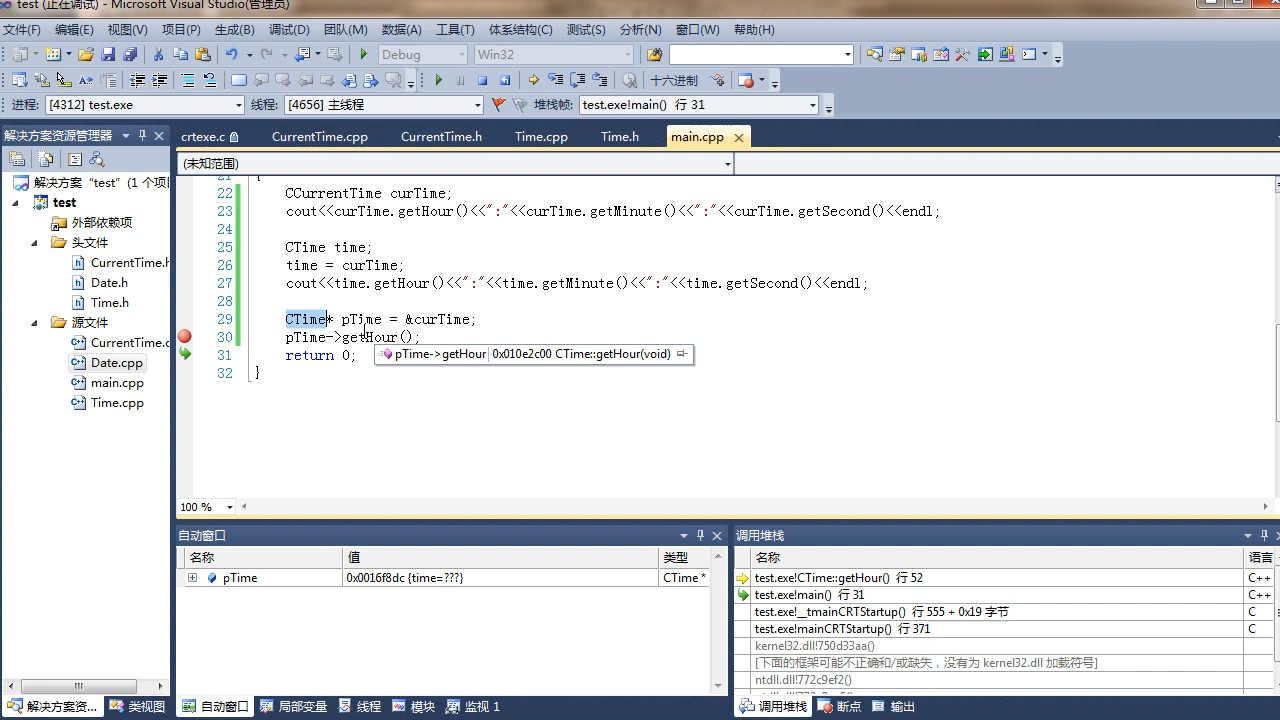 test (正在调试) - Microsoft Visual Studio(管理员)
文件(F) 编辑(E) 视图(V) 项目(P) 生成(B) 调试(D) 团队(M) 数据(A) 工具(T) 体系结构(C) 测试(S) 分析(N) 窗口(W) 帮助(H)
Debug Win32
十六进制
进程: [4312] test.exe 线程: [4656] 主线程 堆栈帧: test.exe!main() 行 31
解决方案资源管理器
crtexe.c CurrentTime.cpp CurrentTime.h Time.cpp Time.h main.cpp
(未知范围)
解决方案"test" (1 个项
test
外部依赖项
头文件
CurrentTime.h
Date.h
Time.h
源文件
CurrentTime.c
Date.cpp
main.cpp
Time.cpp
21 {
22 CCurrentTime curTime;
23 cout<<curTime.getHour()<<":"<<curTime.getMinute()<<":"<<curTime.getSecond()<<endl;
24
25 CTime time;
26 time = curTime;
27 cout<<time.getHour()<<":"<<time.getMinute()<<":"<<time.getSecond()<<endl;
28
29 CTime* pTime = &curTime;
30 pTime->getHour();
31 return 0;
32 }
pTime->getHour 0x010e2c00 CTime::getHour(void)
100 %
自动窗口
名称 值 类型
pTime 0x0016f8dc {time=???} CTime *
调用堆栈
名称 语言
test.exe!CTime::getHour() 行 52 C++
test.exe!main() 行 31 C++
test.exe!__tmainCRTStartup() 行 555 + 0x19 字节 C
test.exe!mainCRTStartup() 行 371 C
kernel32.dll!750d33aa()
[下面的框架可能不正确和/或缺失，没有为 kernel32.dll 加载符号]
ntdll.dll!772c9ef2()
解决方案资... 类视图 自动窗口 局部变量 线程 模块 监视 1 调用堆栈 断点 输出